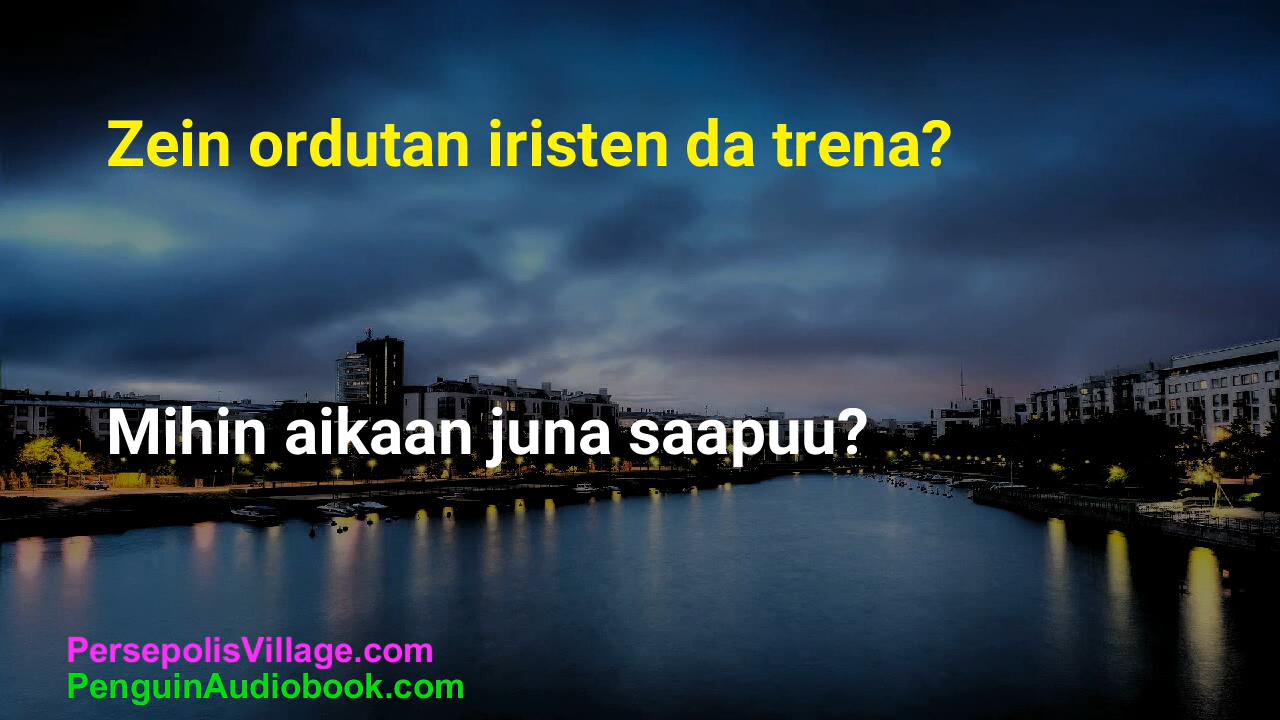 Zein ordutan iristen da trena?
Mihin aikaan juna saapuu?
PersepolisVillage.com
PenguinAudiobook.com